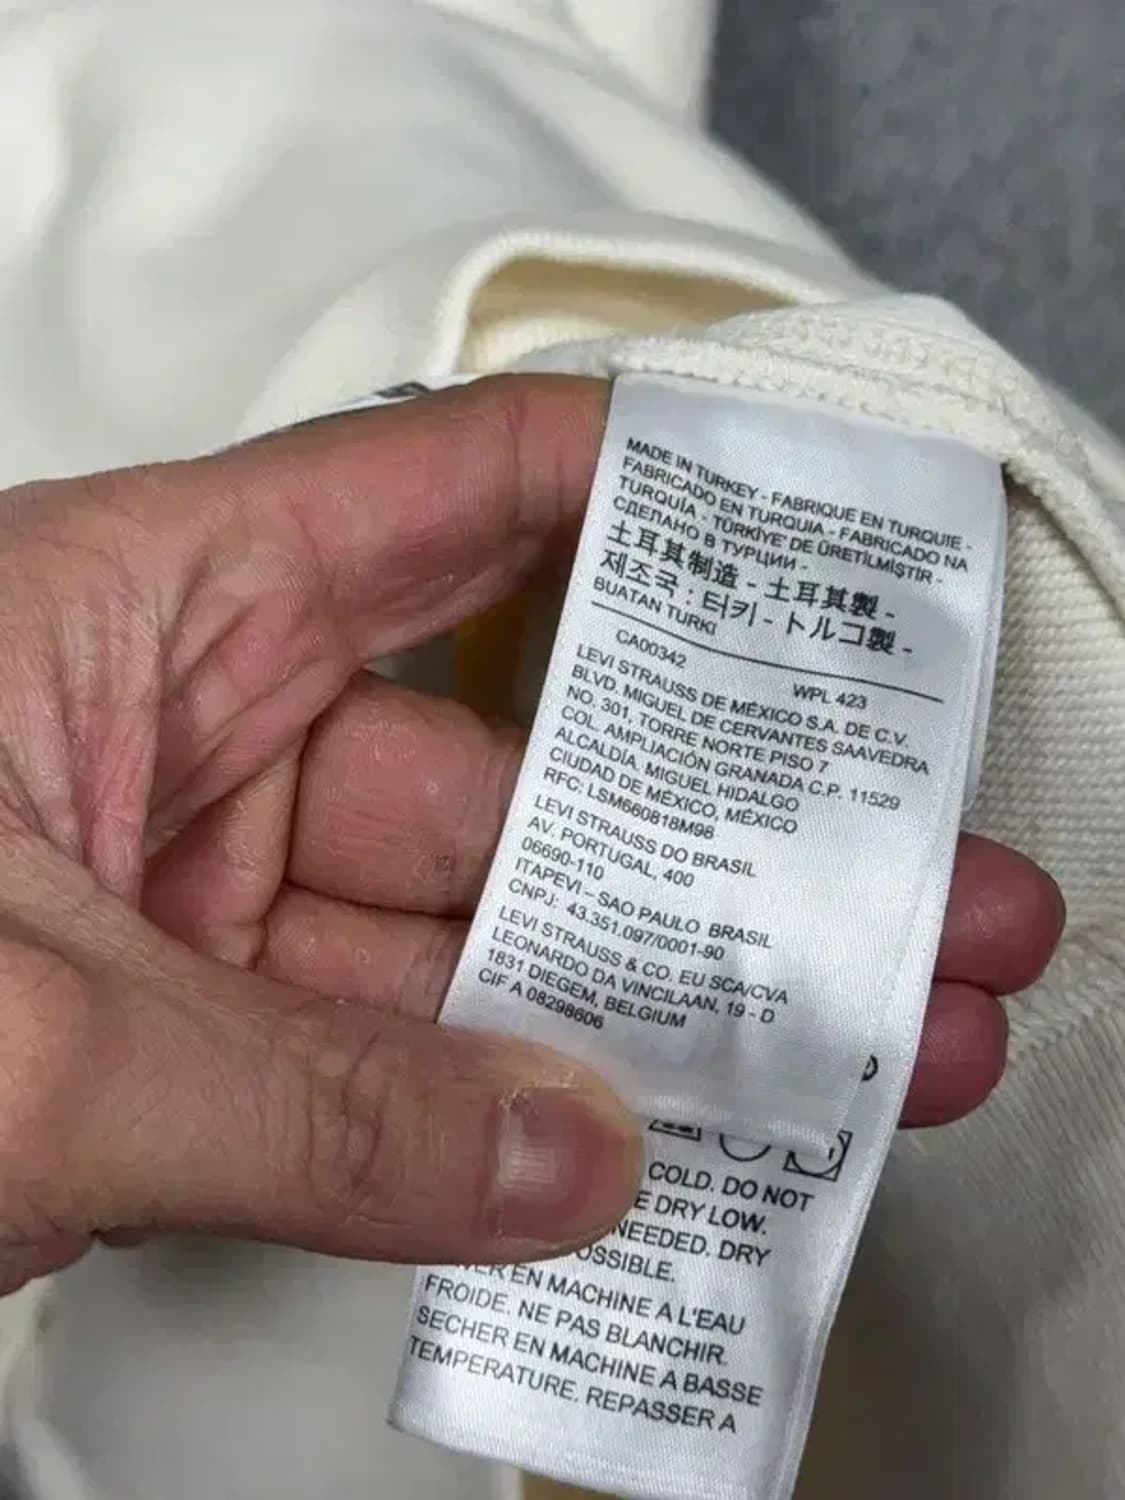 MADE IN TURKEY - FABRIQUE EN TURQUIE -
FABRICADO EN TURQUIA - FABRICADO NA
TURQUÍA - TÜRKİYE' DE ÜRETİLMİŞTİR -
СДЕЛАНО В ТУРЦИИ -
土耳其制造 - 土耳其製 -
제조국 : 터키 - トルコ製 -
BUATAN TURKI
CA00342 WPL 423
LEVI STRAUSS DE MÉXICO S.A. DE C.V.
BLVD. MIGUEL DE CERVANTES SAAVEDRA
NO. 301, TORRE NORTE PISO 7
COL. AMPLIACIÓN GRANADA C.P. 11529
ALCALDÍA. MIGUEL HIDALGO
CIUDAD DE MÉXICO, MÉXICO
RFC: LSM660818M98
LEVI STRAUSS DO BRASIL
AV. PORTUGAL, 400
06690-110
ITAPEVI – SAO PAULO BRASIL
CNPJ: 43.351.097/0001-90
LEVI STRAUSS & CO. EU SCA/CVA
LEONARDO DA VINCILAAN, 19 - D
1831 DIEGEM, BELGIUM
CIF A 08298606
COLD. DO NOT
E DRY LOW.
NEEDED. DRY
OSSIBLE.
VER EN MACHINE A L'EAU
FROIDE. NE PAS BLANCHIR.
SECHER EN MACHINE A BASSE
TEMPERATURE. REPASSER A